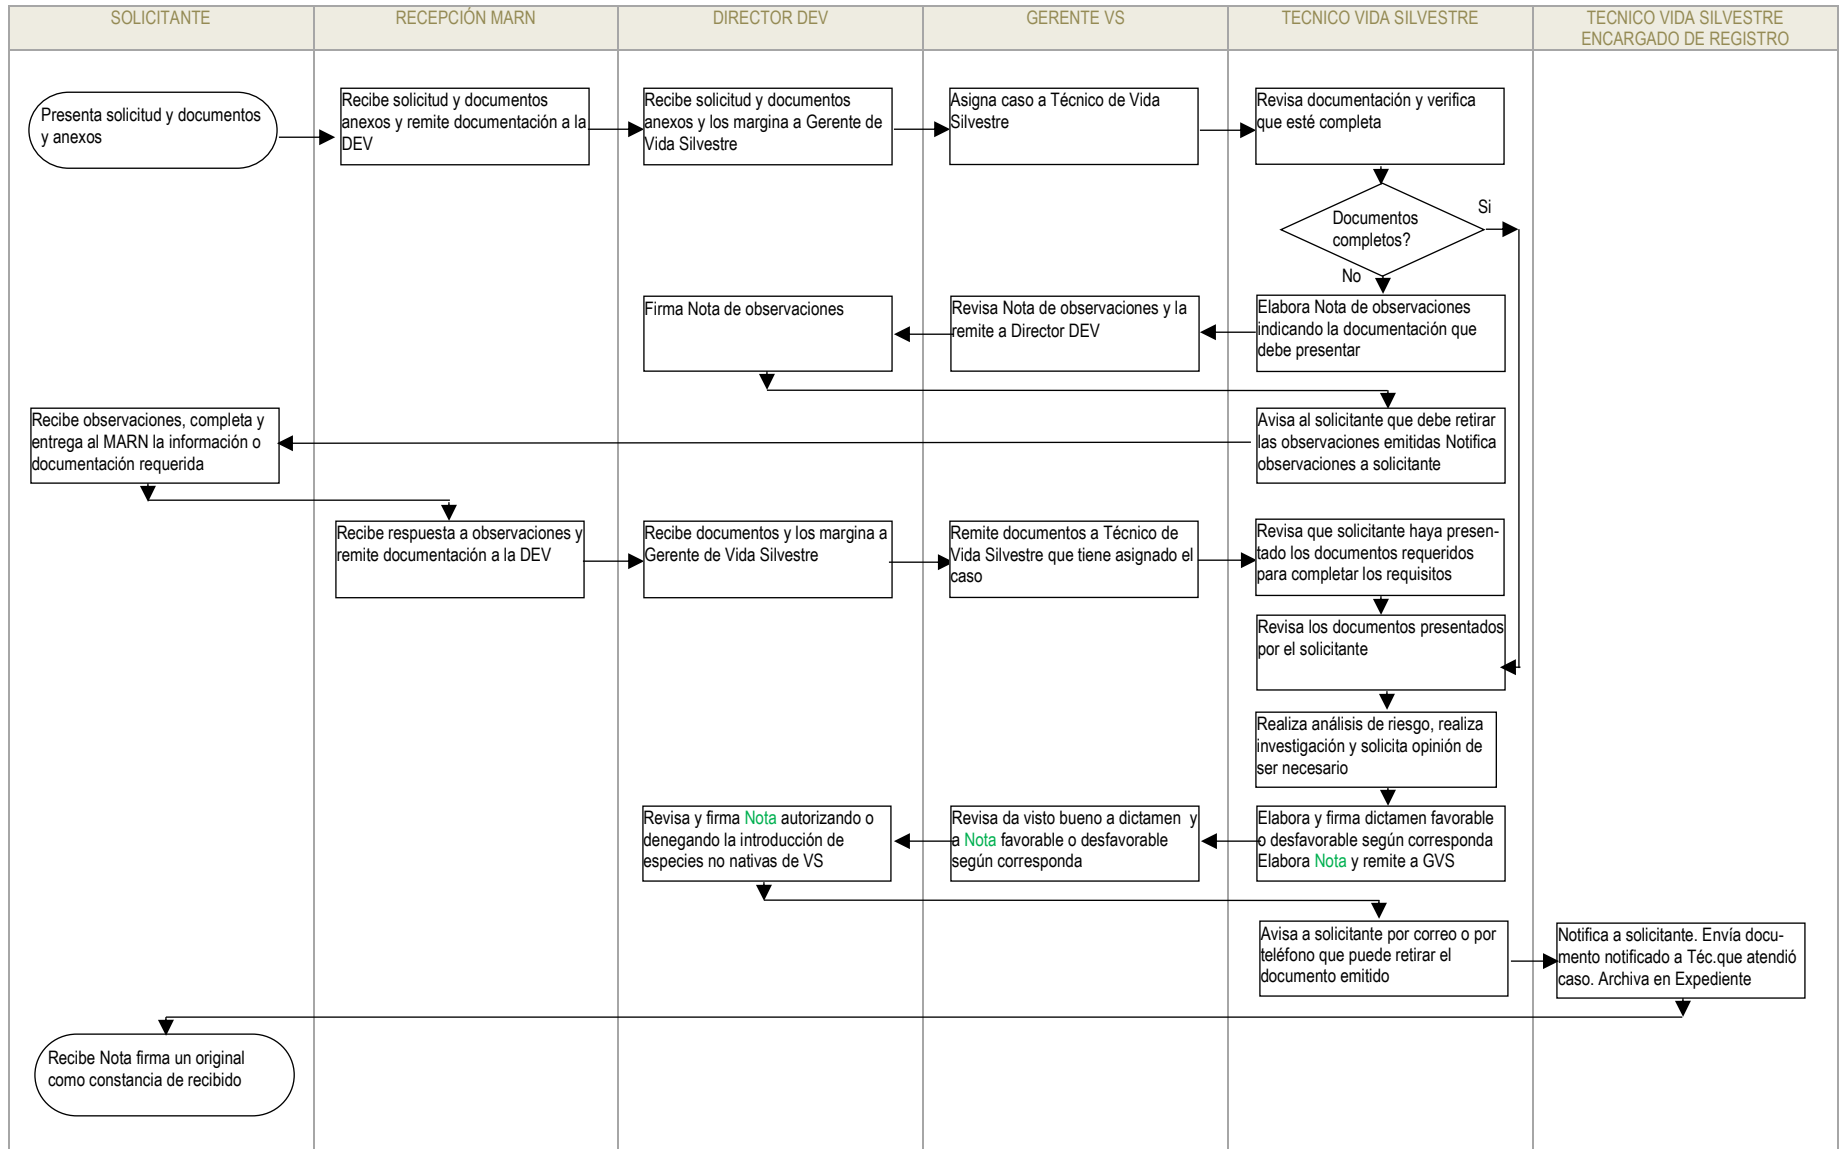 SOLICITANTE
RECEPCIÓN MARN
DIRECTOR DEV
GERENTE VS
TECNICO VIDA SILVESTRE
TECNICO VIDA SILVESTRE
ENCARGADO DE REGISTRO
Presenta solicitud y documentos
y anexos
Recibe solicitud y documentos
anexos y remite documentación a la
DEV
Recibe solicitud y documentos
anexos y los margina a Gerente de
Vida Silvestre
Asigna caso a Técnico de Vida
Silvestre
Revisa documentación y verifica
que esté completa
Documentos
completos?
Si
No
Firma Nota de observaciones
Revisa Nota de observaciones y la
remite a Director DEV
Elabora Nota de observaciones
indicando la documentación que
debe presentar
Recibe observaciones, completa y
entrega al MARN la información o
documentación requerida
Avisa al solicitante que debe retirar
las observaciones emitidas Notifica
observaciones a solicitante
Recibe respuesta a observaciones y
remite documentación a la DEV
Recibe documentos y los margina a
Gerente de Vida Silvestre
Remite documentos a Técnico de
Vida Silvestre que tiene asignado el
caso
Revisa que solicitante haya presen-
tado los documentos requeridos
para completar los requisitos
Revisa los documentos presentados
por el solicitante
Realiza análisis de riesgo, realiza
investigación y solicita opinión de
ser necesario
Revisa y firma Nota autorizando o
denegando la introducción de
especies no nativas de VS
Revisa da visto bueno a dictamen  y
a Nota favorable o desfavorable
según corresponda
Elabora y firma dictamen favorable
o desfavorable según corresponda
Elabora Nota y remite a GVS
Avisa a solicitante por correo o por
teléfono que puede retirar el
documento emitido
Notifica a solicitante. Envía docu-
mento notificado a Téc.que atendió
caso. Archiva en Expediente
Recibe Nota firma un original
como constancia de recibido